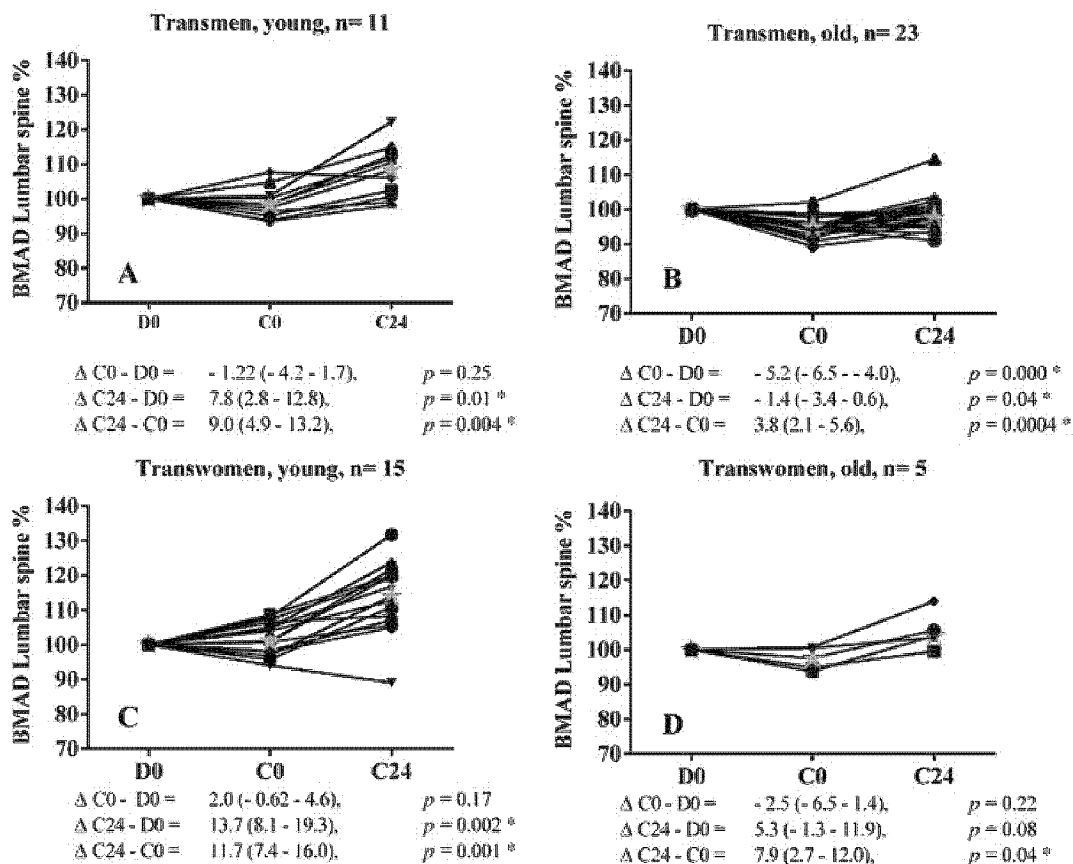 Transmen, young, n= 11
BMAD Lumbar spine %
140
130
120
110
100
90
80
70
A
D0 C0 C24
Δ C0 - D0 = - 1.22 (- 4.2 - 1.7), p = 0.25
Δ C24 - D0 = 7.8 (2.8 - 12.8), p = 0.01 *
Δ C24 - C0 = 9.0 (4.9 - 13.2), p = 0.004 *
Transmen, old, n= 23
BMAD Lumbar spine %
140
130
120
110
100
90
80
70
B
D0 C0 C24
Δ C0 - D0 = - 5.2 (- 6.5 - - 4.0), p = 0.000 *
Δ C24 - D0 = - 1.4 (- 3.4 - 0.6), p = 0.04 *
Δ C24 - C0 = 3.8 (2.1 - 5.6), p = 0.0004 *
Transwomen, young, n= 15
BMAD Lumbar spine %
140
130
120
110
100
90
80
70
C
D0 C0 C24
Δ C0 - D0 = 2.0 (- 0.62 - 4.6), p = 0.17
Δ C24 - D0 = 13.7 (8.1 - 19.3), p = 0.002 *
Δ C24 - C0 = 11.7 (7.4 - 16.0), p = 0.001 *
Transwomen, old, n= 5
BMAD Lumbar spine %
140
130
120
110
100
90
80
70
D
D0 C0 C24
Δ C0 - D0 = - 2.5 (- 6.5 - 1.4), p = 0.22
Δ C24 - D0 = 5.3 (- 1.3 - 11.9), p = 0.08
Δ C24 - C0 = 7.9 (2.7 - 12.0), p = 0.04 *